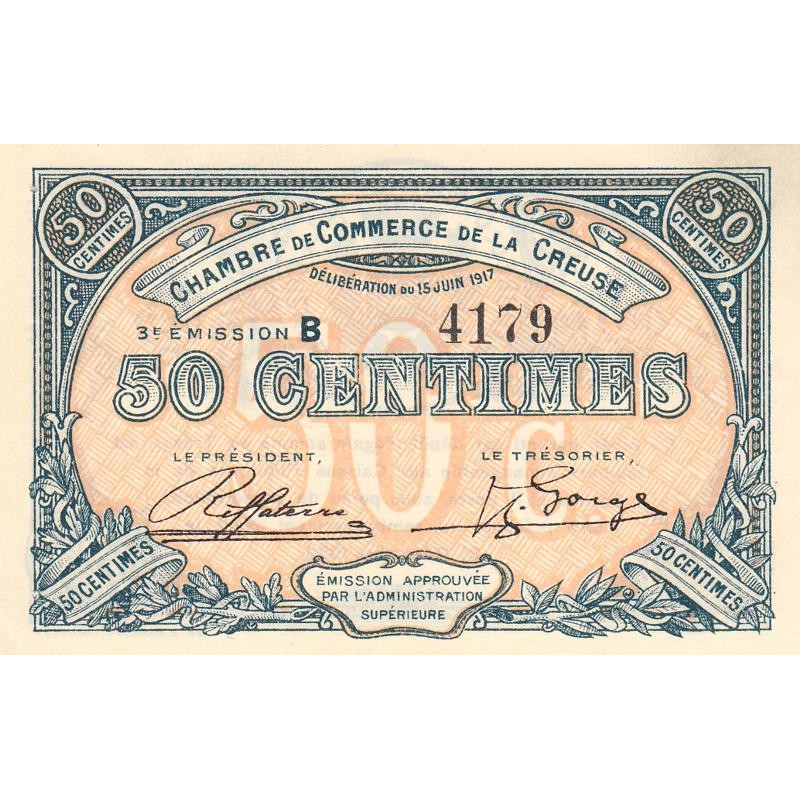 50 CENTIMES
50 CENTIMES
CHAMBRE DE COMMERCE DE LA CREUSE
DÉLIBÉRATION DU 15 JUIN 1917
3E ÉMISSION B 4179
50 C
50 CENTIMES
LE PRÉSIDENT, LE TRÉSORIER,
50 CENTIMES
50 CENTIMES
ÉMISSION APPROUVÉE
PAR L'ADMINISTRATION
SUPÉRIEURE